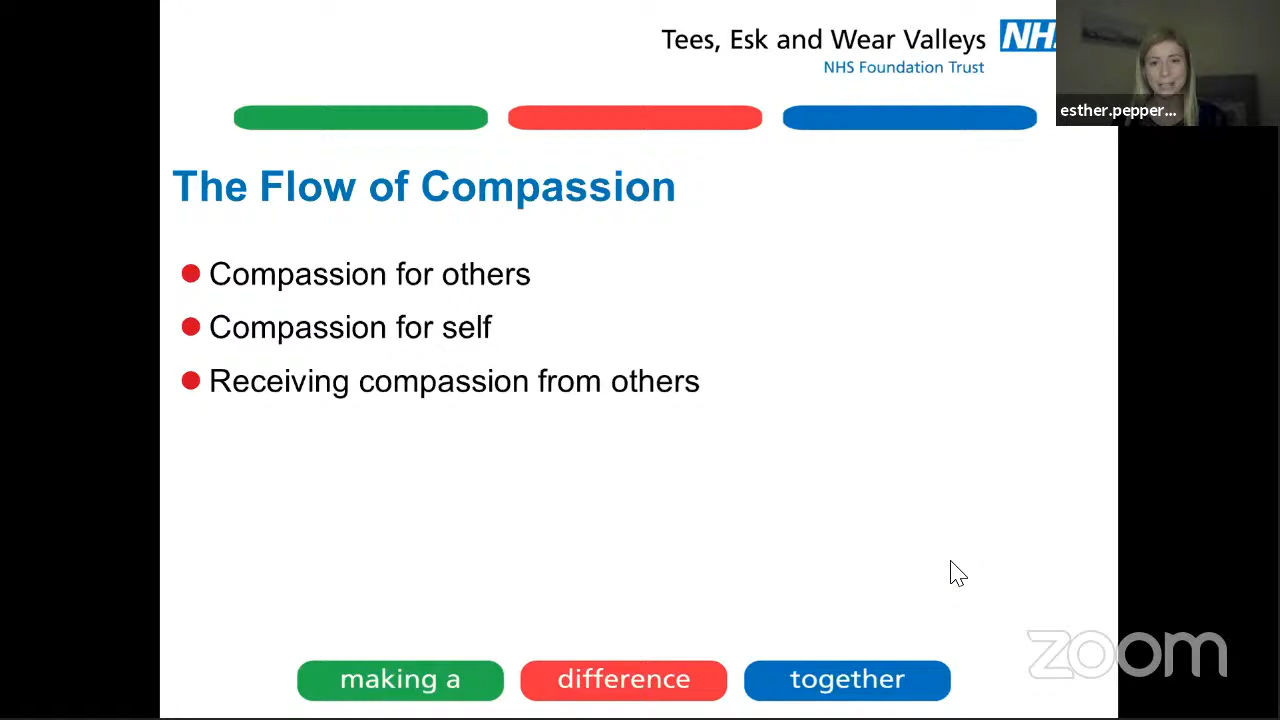 Tees, Esk and Wear Valleys
NHS Foundation Trust
esther.pepper...
The Flow of Compassion
Compassion for others
Compassion for self
Receiving compassion from others
zoom
making a difference together